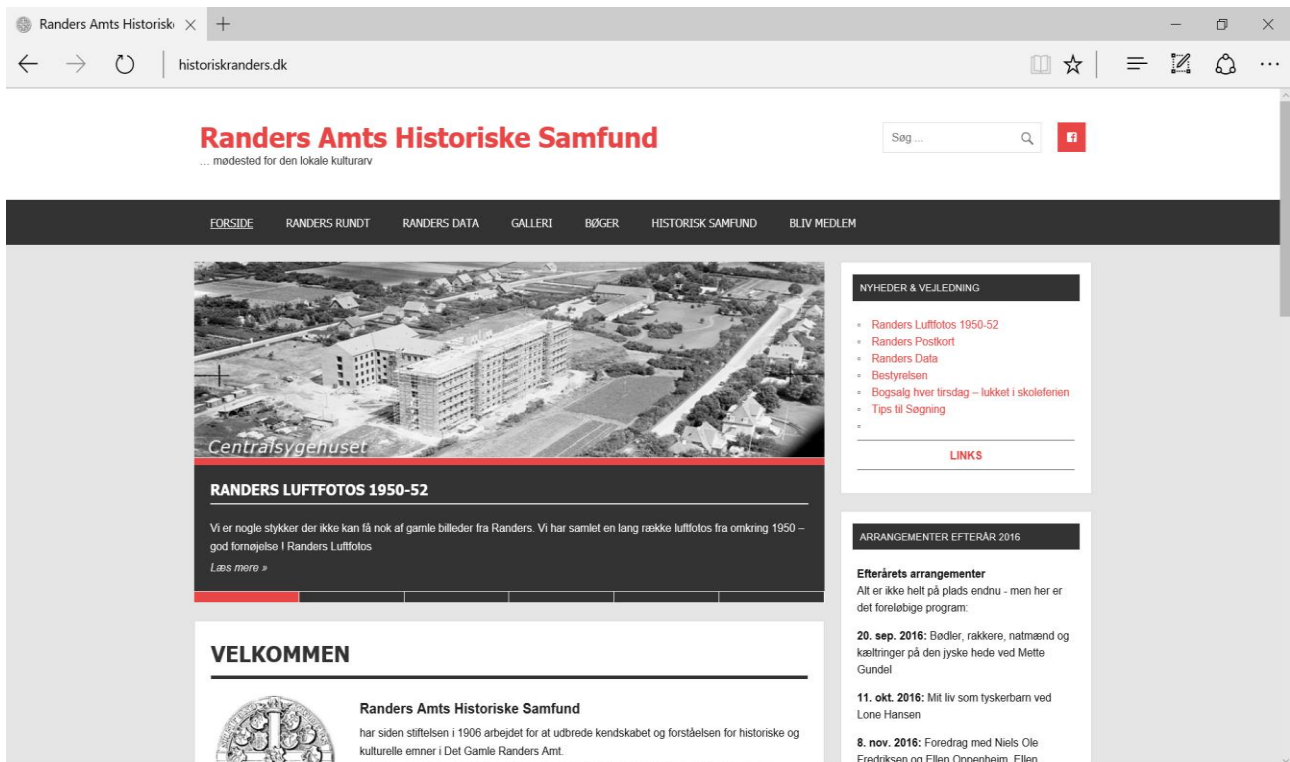 Randers Amts Historisk
historiskranders.dk
Randers Amts Historiske Samfund
... mødested for den lokale kulturarv
Søg ...
FORSIDE RANDERS RUNDT RANDERS DATA GALLERI BØGER HISTORISK SAMFUND BLIV MEDLEM
Centralsygehuset
RANDERS LUFTFOTOS 1950-52
Vi er nogle stykker der ikke kan få nok af gamle billeder fra Randers. Vi har samlet en lang række luftfotos fra omkring 1950 –
god fornøjelse ! Randers Luftfotos
Læs mere »
VELKOMMEN
Randers Amts Historiske Samfund
har siden stiftelsen i 1906 arbejdet for at udbrede kendskabet og forståelsen for historiske og
kulturelle emner i Det Gamle Randers Amt.
NYHEDER & VEJLEDNING
Randers Luftfotos 1950-52
Randers Postkort
Randers Data
Bestyrelsen
Bogsalg hver tirsdag – lukket i skoleferien
Tips til Søgning
LINKS
ARRANGEMENTER EFTERÅR 2016
Efterårets arrangementer
Alt er ikke helt på plads endnu - men her er
det foreløbige program:
20. sep. 2016: Bødler, rakkere, natmænd og
kæltringer på den jyske hede ved Mette
Gundel
11. okt. 2016: Mit liv som tyskerbarn ved
Lone Hansen
8. nov. 2016: Foredrag med Niels Ole
Fredriksen og Ellen Oppenheim. Ellen